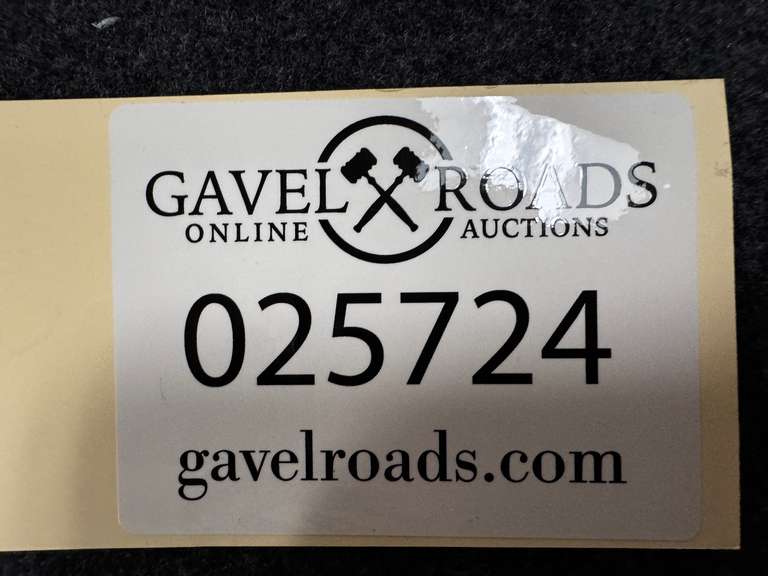 GAVEL ROADS
ONLINE AUCTIONS
025724
gavelroads.com